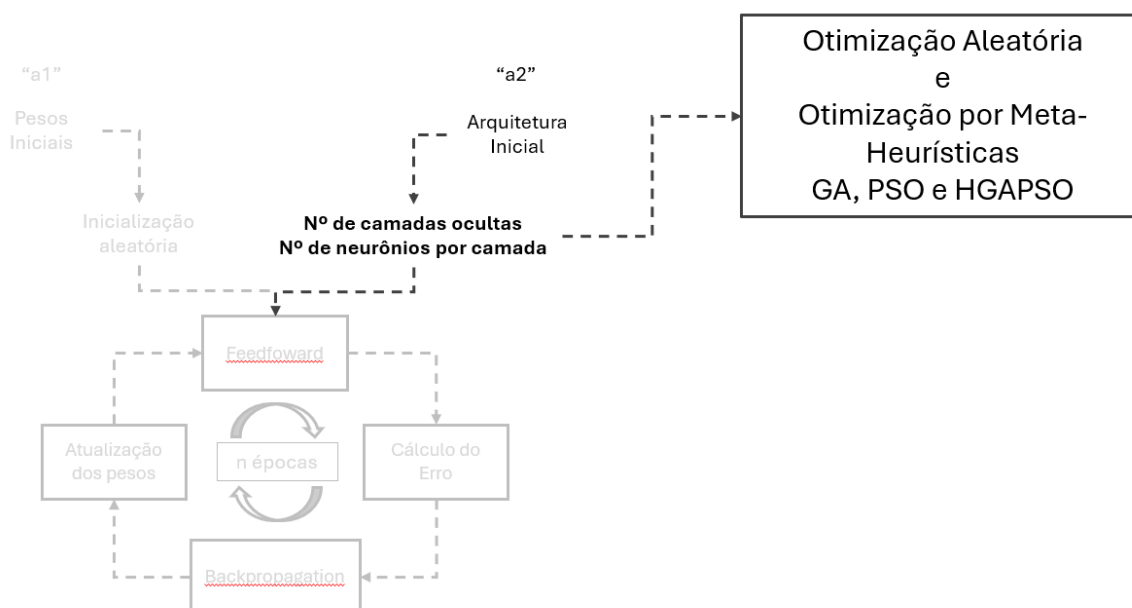 “a1”
Pesos
Iniciais
Inicialização
aleatória
“a2”
Arquitetura
Inicial
Nº de camadas ocultas
Nº de neurônios por camada
Otimização Aleatória
e
Otimização por Meta-
Heurísticas
GA, PSO e HGAPSO
Feedfoward
Atualização
dos pesos
n épocas
Cálculo do
Erro
Backpropagation